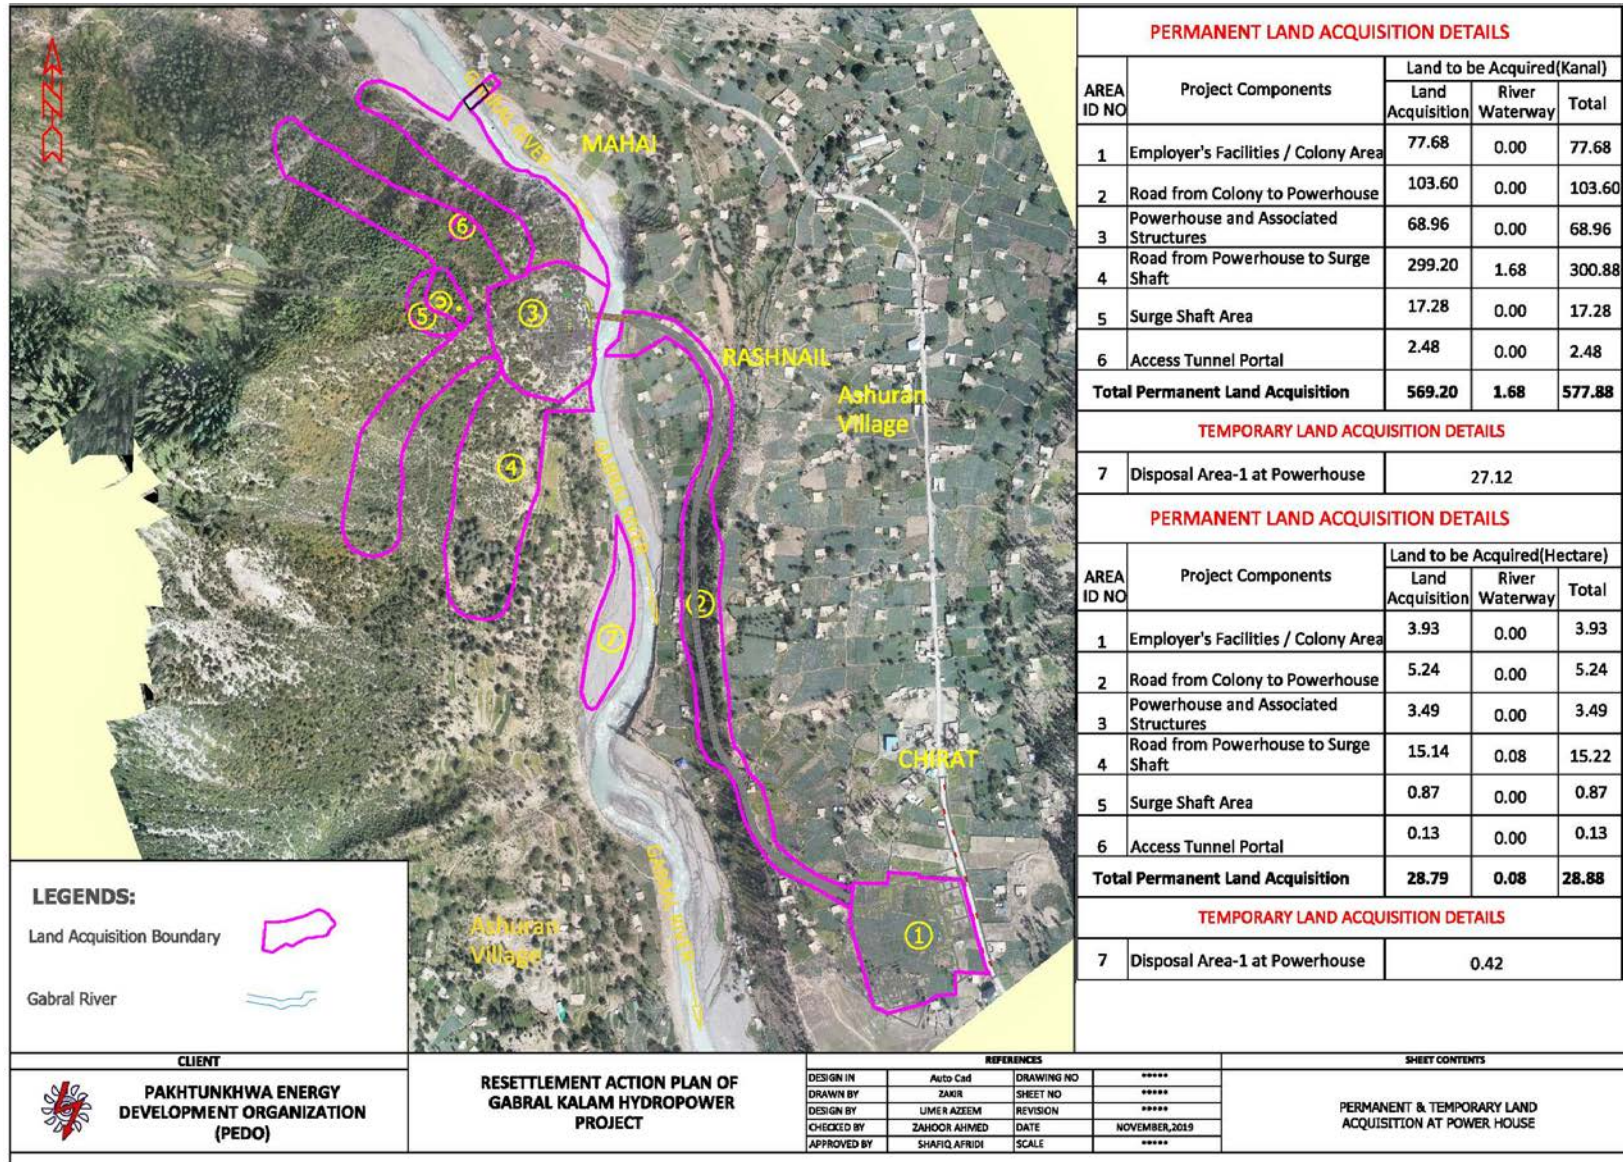 GABRAL RIVER
MAHAI
6
5
3
RASHNAIL
Ashuran
Village
4
GABRAL RIVER
2
7
CHIRAT
GABRAL RIVER
Ashuran
Village
1
LEGENDS:
Land Acquisition Boundary
Gabral River
PERMANENT LAND ACQUISITION DETAILS
AREA ID NO Project Components Land to be Acquired(Kanal)
Land Acquisition River Waterway Total
1 Employer's Facilities / Colony Area 77.68 0.00 77.68
2 Road from Colony to Powerhouse 103.60 0.00 103.60
3 Powerhouse and Associated Structures 68.96 0.00 68.96
4 Road from Powerhouse to Surge Shaft 299.20 1.68 300.88
5 Surge Shaft Area 17.28 0.00 17.28
6 Access Tunnel Portal 2.48 0.00 2.48
Total Permanent Land Acquisition 569.20 1.68 577.88
TEMPORARY LAND ACQUISITION DETAILS
7 Disposal Area-1 at Powerhouse 27.12
PERMANENT LAND ACQUISITION DETAILS
AREA ID NO Project Components Land to be Acquired(Hectare)
Land Acquisition River Waterway Total
1 Employer's Facilities / Colony Area 3.93 0.00 3.93
2 Road from Colony to Powerhouse 5.24 0.00 5.24
3 Powerhouse and Associated Structures 3.49 0.00 3.49
4 Road from Powerhouse to Surge Shaft 15.14 0.08 15.22
5 Surge Shaft Area 0.87 0.00 0.87
6 Access Tunnel Portal 0.13 0.00 0.13
Total Permanent Land Acquisition 28.79 0.08 28.88
TEMPORARY LAND ACQUISITION DETAILS
7 Disposal Area-1 at Powerhouse 0.42
CLIENT
PAKHTUNKHWA ENERGY
DEVELOPMENT ORGANIZATION
(PEDO)
RESETTLEMENT ACTION PLAN OF
GABRAL KALAM HYDROPOWER
PROJECT
REFERENCES
DESIGN IN Auto Cad DRAWING NO *****
DRAWN BY ZAKIR SHEET NO *****
DESIGN BY UMER AZEEM REVISION *****
CHECKED BY ZAHOOR AHMED DATE NOVEMBER,2019
APPROVED BY SHAFIQ AFRIDI SCALE *****
SHEET CONTENTS
PERMANENT & TEMPORARY LAND
ACQUISITION AT POWER HOUSE